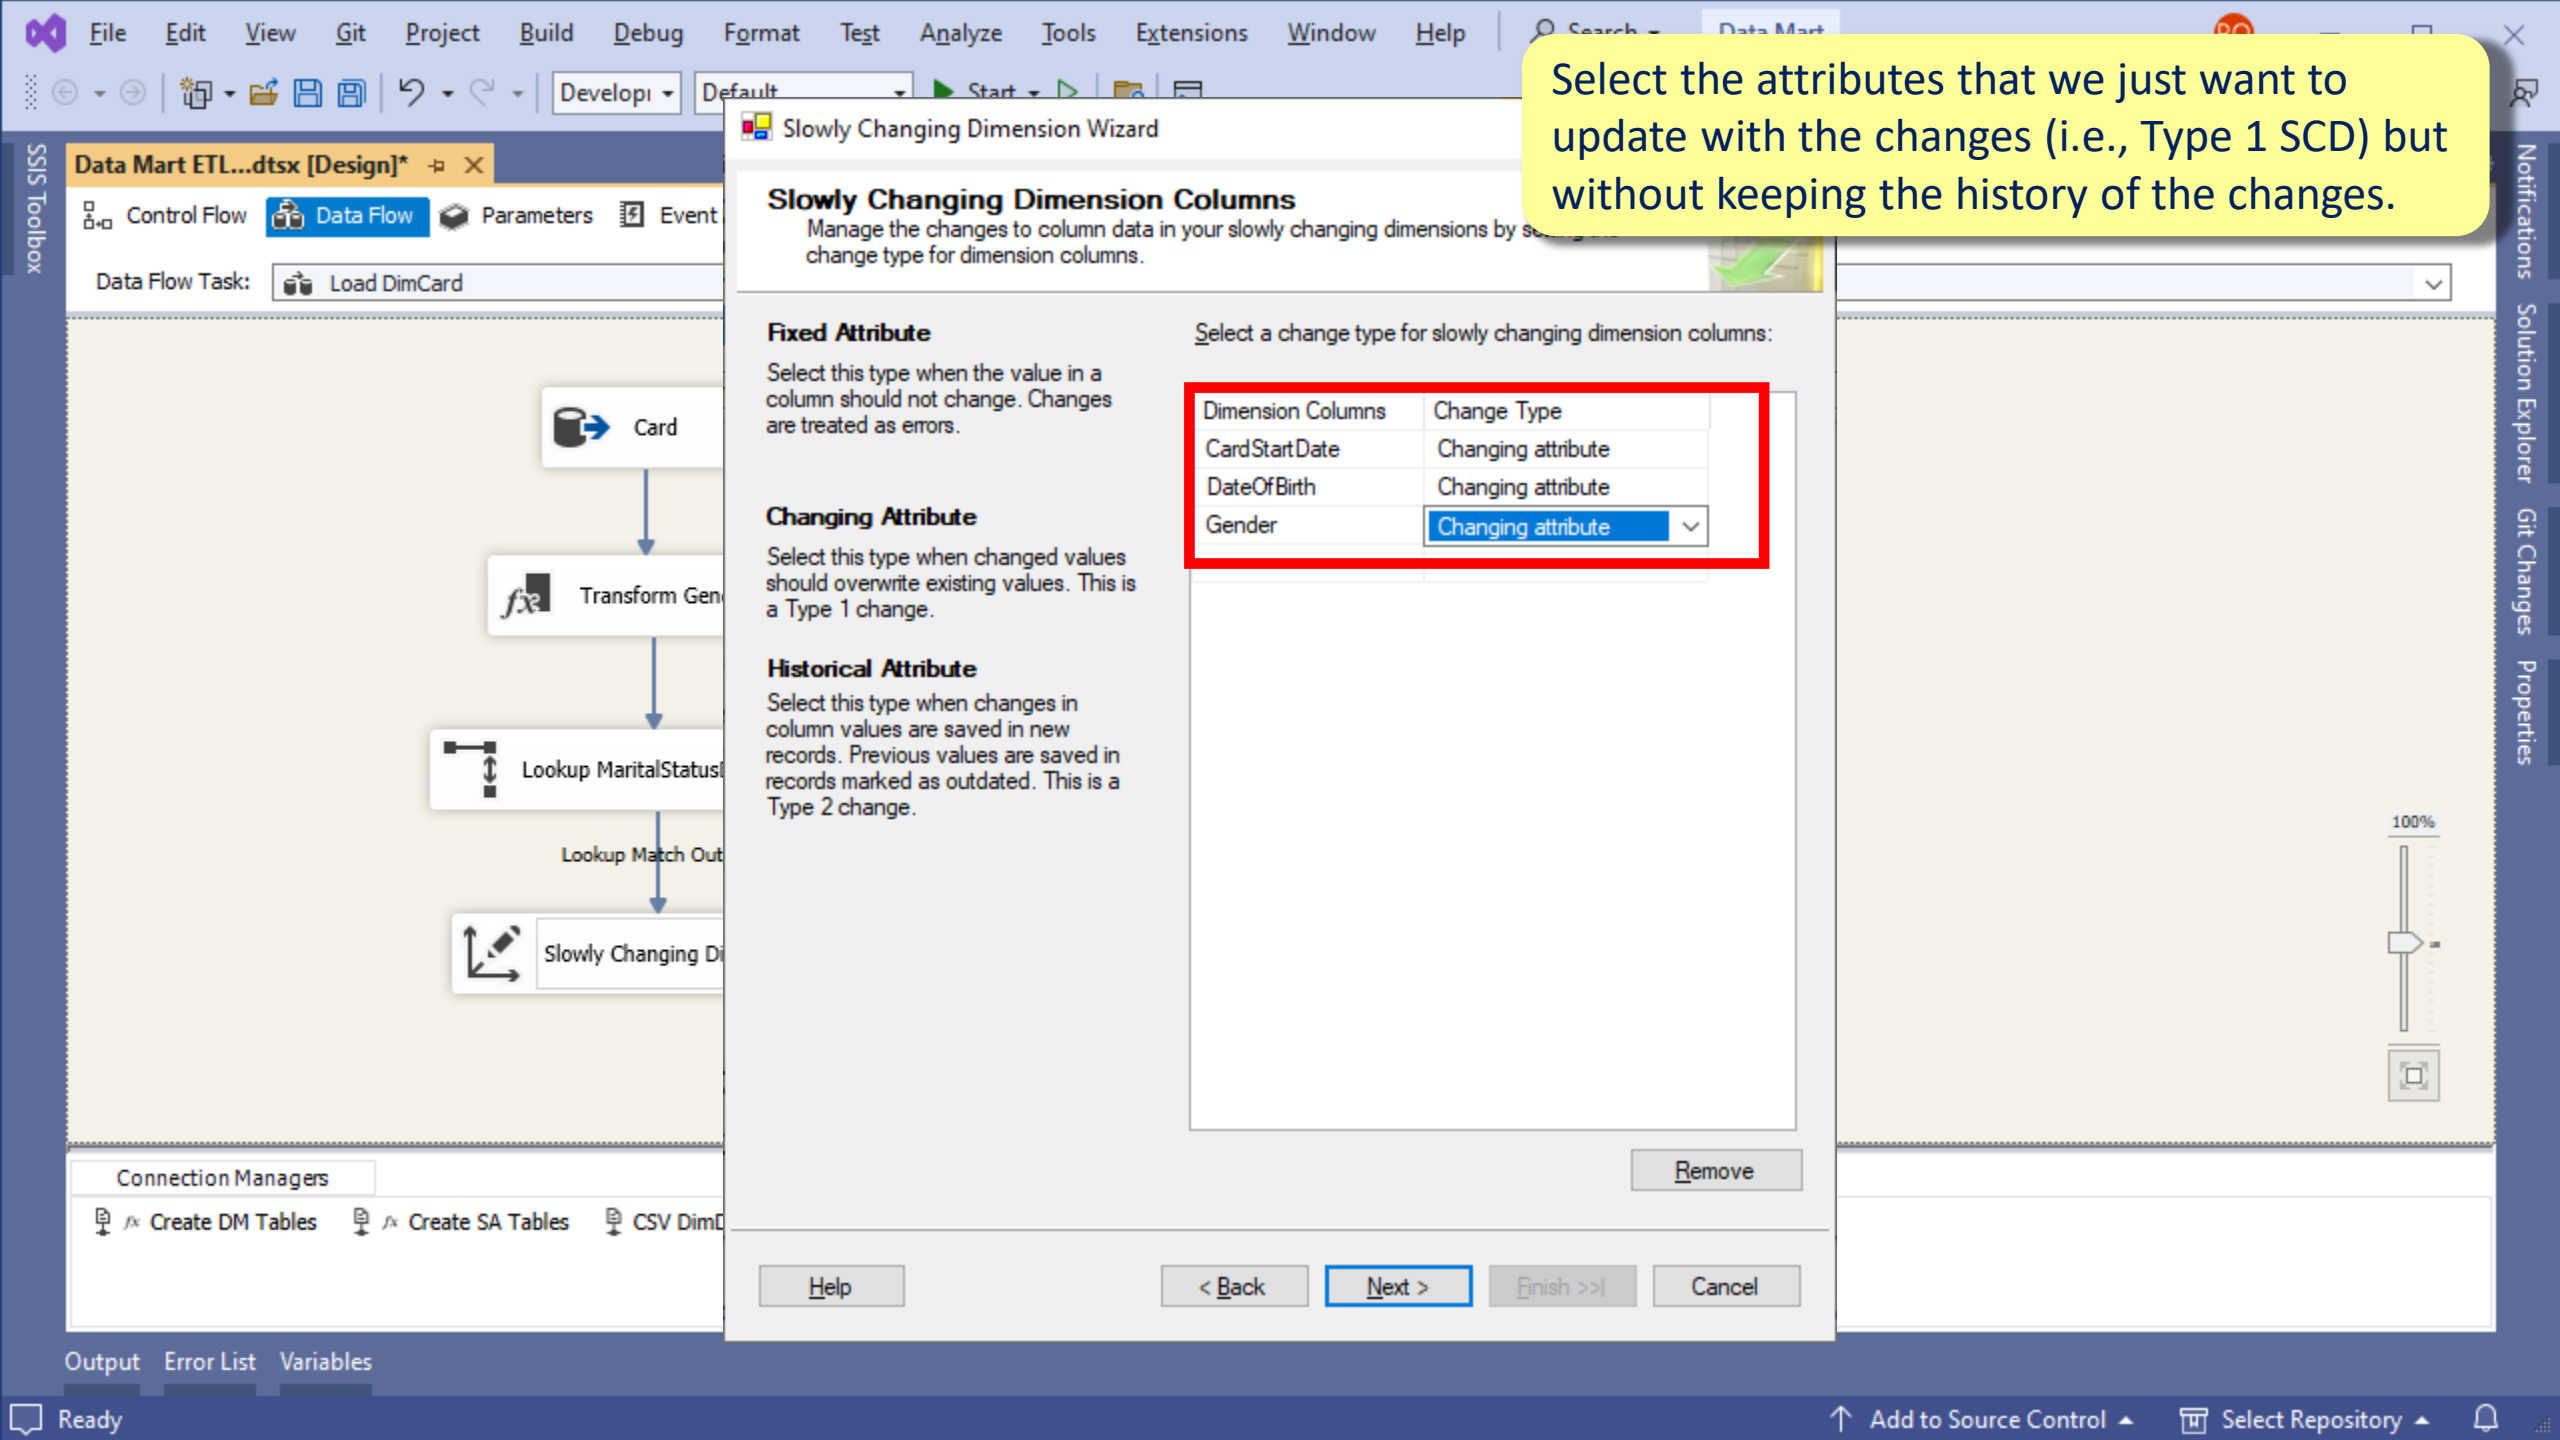 File Edit View Git Project Build Debug Format Test Analyze Tools Extensions Window Help Search Data Mart
Developı Default Start
Select the attributes that we just want to
update with the changes (i.e., Type 1 SCD) but
without keeping the history of the changes.
SSIS Toolbox
Data Mart ETL...dtsx [Design]*
Control Flow Data Flow Parameters Event
Data Flow Task: Load DimCard
Card
Transform Gen
Lookup MaritalStatus
Lookup Match Out
Slowly Changing Di
Slowly Changing Dimension Wizard
Slowly Changing Dimension Columns
Manage the changes to column data in your slowly changing dimensions by
change type for dimension columns.
Fixed Attribute
Select this type when the value in a
column should not change. Changes
are treated as errors.
Changing Attribute
Select this type when changed values
should overwrite existing values. This is
a Type 1 change.
Historical Attribute
Select this type when changes in
column values are saved in new
records. Previous values are saved in
records marked as outdated. This is a
Type 2 change.
Select a change type for slowly changing dimension columns:
Dimension Columns Change Type
CardStartDate Changing attribute
DateOfBirth Changing attribute
Gender Changing attribute
Remove
Help < Back Next > Finish >>| Cancel
100%
Notifications
Solution Explorer
Git Changes
Properties
Connection Managers
fx Create DM Tables fx Create SA Tables CSV DimD
Output Error List Variables
Ready Add to Source Control Select Repository